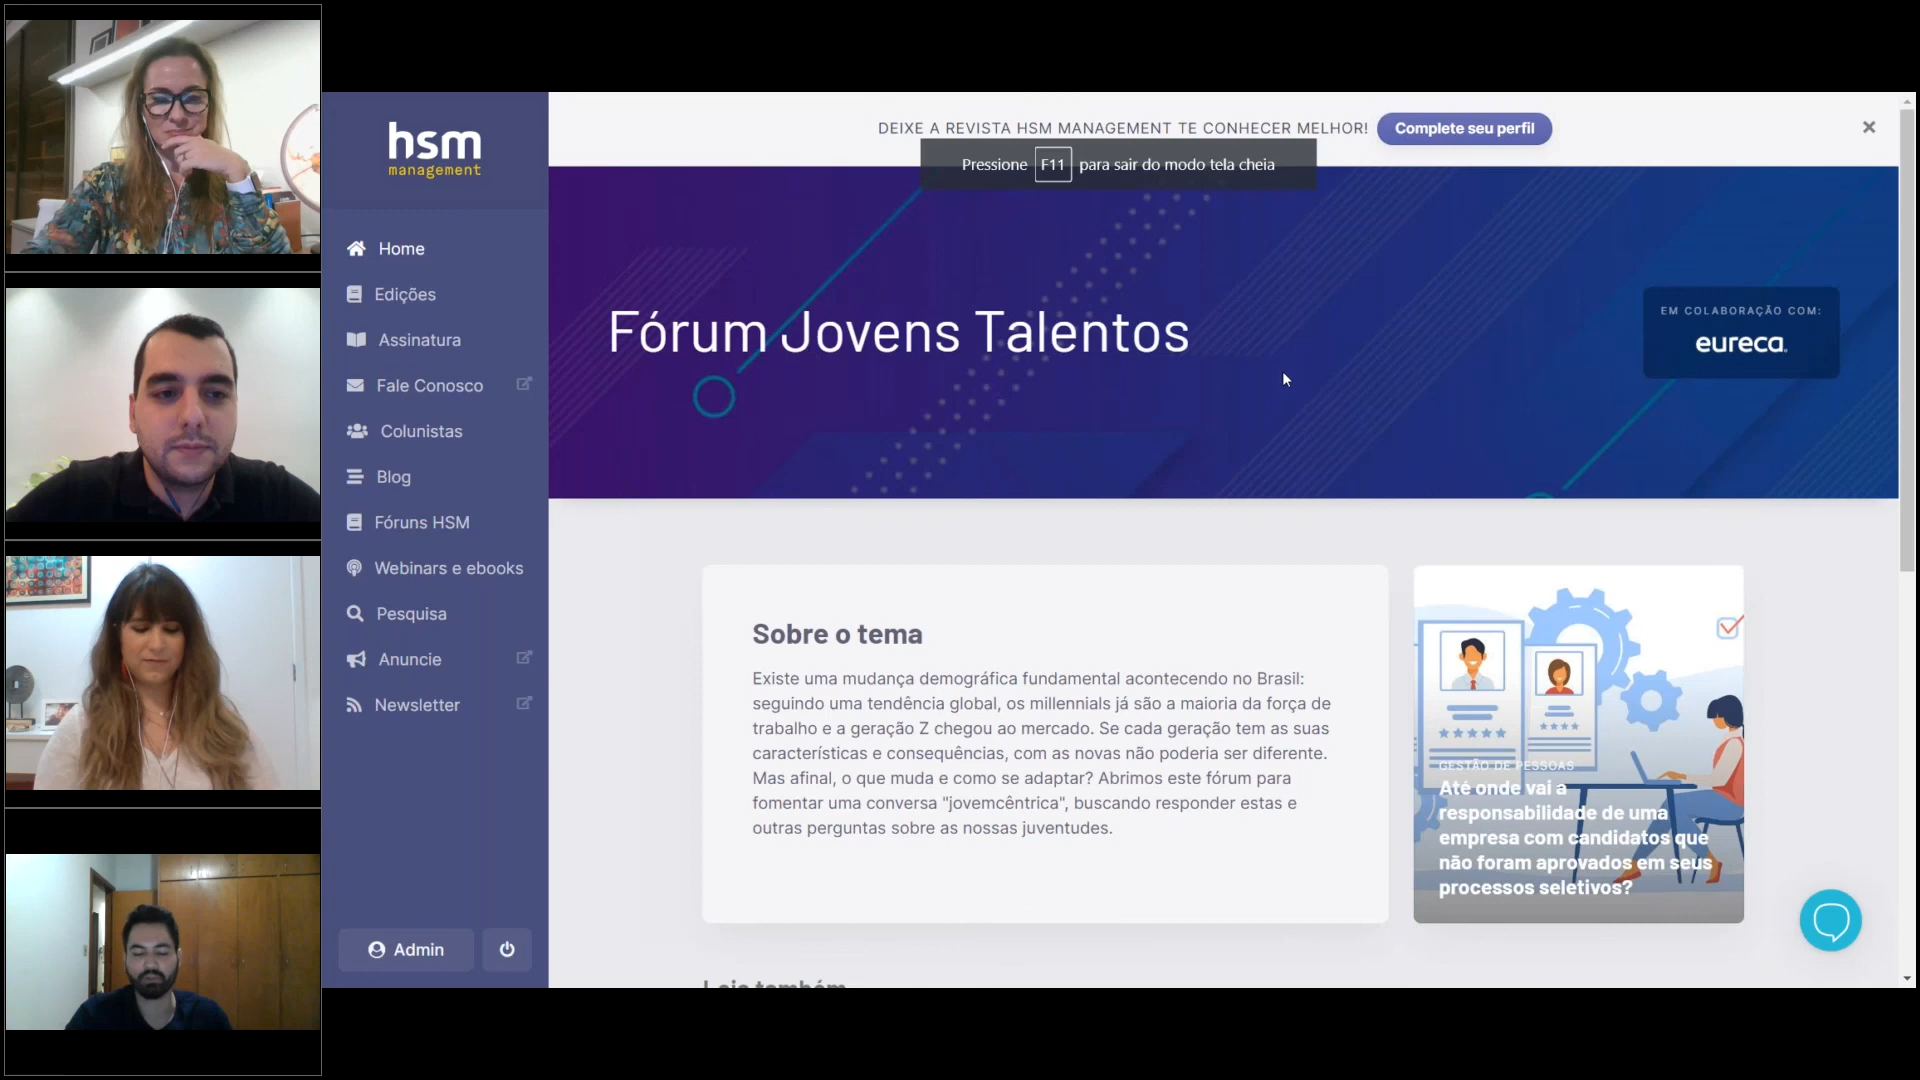 hsm
management
Home
Edições
Assinatura
Fale Conosco
Colunistas
Blog
Fóruns HSM
Webinars e ebooks
Pesquisa
Anuncie
Newsletter
Admin
DEIXE A REVISTA HSM MANAGEMENT TE CONHECER MELHOR!
Complete seu perfil
Pressione F11 para sair do modo tela cheia
Fórum Jovens Talentos
EM COLABORAÇÃO COM:
eureca.
Sobre o tema
Existe uma mudança demográfica fundamental acontecendo no Brasil:
seguindo uma tendência global, os millennials já são a maioria da força de
trabalho e a geração Z chegou ao mercado. Se cada geração tem as suas
características e consequências, com as novas não poderia ser diferente.
Mas afinal, o que muda e como se adaptar? Abrimos este fórum para
fomentar uma conversa "jovemcêntrica", buscando responder estas e
outras perguntas sobre as nossas juventudes.
GESTÃO DE PESSOAS
Até onde vai a
responsabilidade de uma
empresa com candidatos que
não foram aprovados em seus
processos seletivos?
Leia também